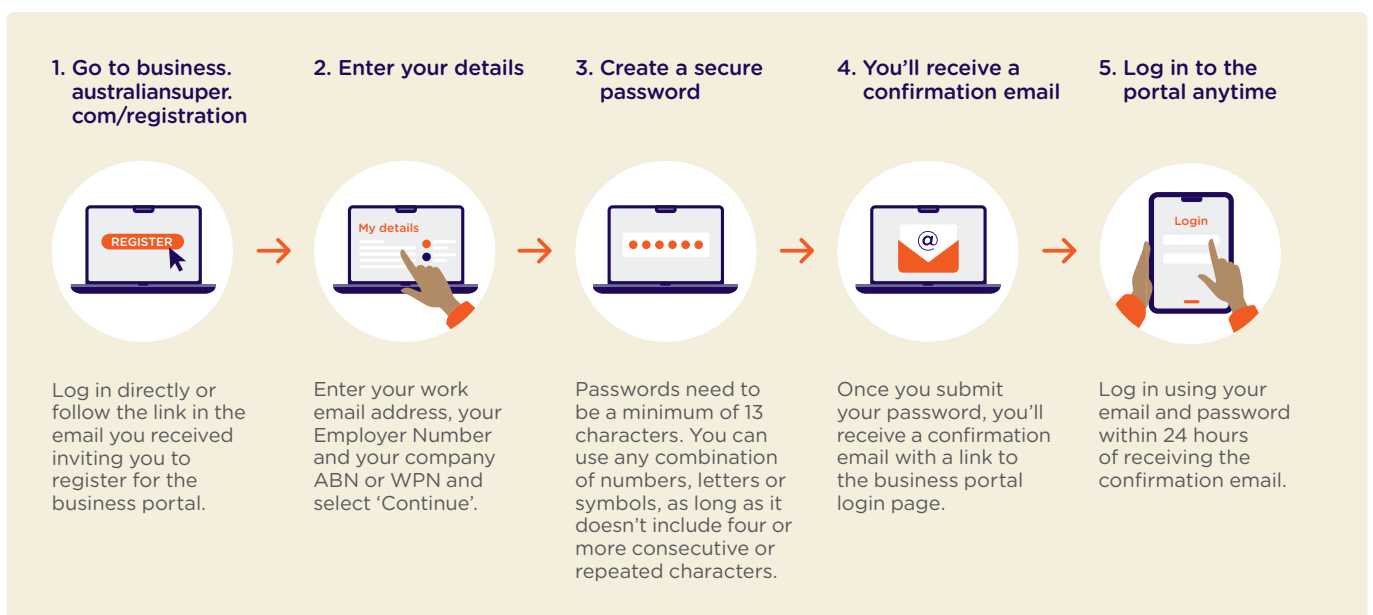 1. Go to business.
australiansuper.
com/registration
REGISTER
Log in directly or
follow the link in the
email you received
inviting you to
register for the
business portal.
2. Enter your details
My details
Enter your work
email address, your
Employer Number
and your company
ABN or WPN and
select ‘Continue’.
3. Create a secure
password
Passwords need to
be a minimum of 13
characters. You can
use any combination
of numbers, letters or
symbols, as long as it
doesn’t include four or
more consecutive or
repeated characters.
4. You’ll receive a
confirmation email
@
Once you submit
your password, you’ll
receive a confirmation
email with a link to
the business portal
login page.
5. Log in to the
portal anytime
Login
Log in using your
email and password
within 24 hours
of receiving the
confirmation email.